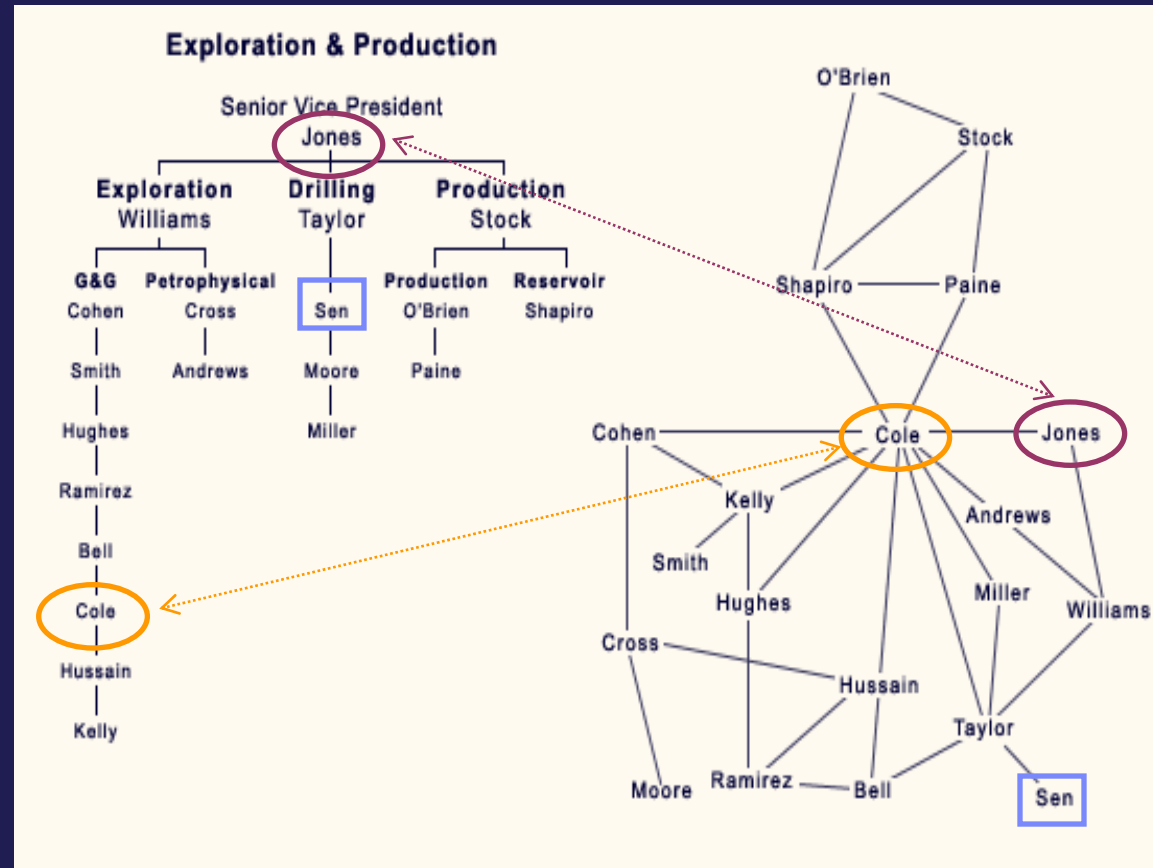 Exploration & Production
Senior Vice President
Jones
Exploration Drilling Production
Williams Taylor Stock
G&G Petrophysical Production Reservoir
Cohen Cross Sen O'Brien Shapiro
Smith Andrews Moore Paine
Hughes Miller
Ramirez
Bell
Cole
Hussain
Kelly
O'Brien
Stock
Shapiro Paine
Cohen Cole Jones
Kelly
Andrews
Smith
Miller
Hughes
Williams
Cross
Hussain
Taylor
Ramirez
Moore Bell
Sen